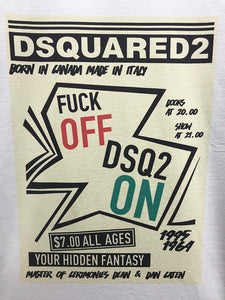 DSQUARED2
BORN IN CANADA MADE IN ITALY
FUCK
OFF
DOORS
AT 20.00
SHOW
AT 21.00
DSQ2
ON
1995
1964
$7.00 ALL AGES
YOUR HIDDEN FANTASY
MASTER OF CERIMONIES DEAN & DAN CATEN